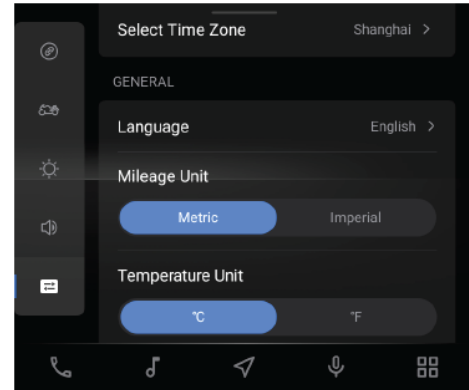 Select Time Zone Shanghai >
GENERAL
Language English >
Mileage Unit
Metric Imperial
Temperature Unit
℃ ℉